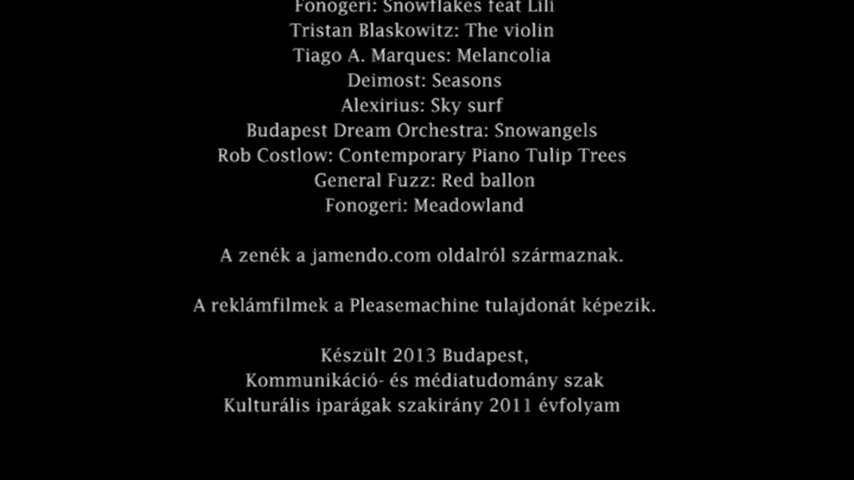 Fonogeri: Snowflakes feat Lili
Tristan Blaskowitz: The violin
Tiago A. Marques: Melancolia
Deimost: Seasons
Alexirius: Sky surf
Budapest Dream Orchestra: Snowangels
Rob Costlow: Contemporary Piano Tulip Trees
General Fuzz: Red ballon
Fonogeri: Meadowland
A zenék a jamendo.com oldalról származnak.
A reklámfilmek a Pleasemachine tulajdonát képezik.
Készült 2013 Budapest,
Kommunikáció- és médiatudomány szak
Kulturális iparágak szakirány 2011 évfolyam